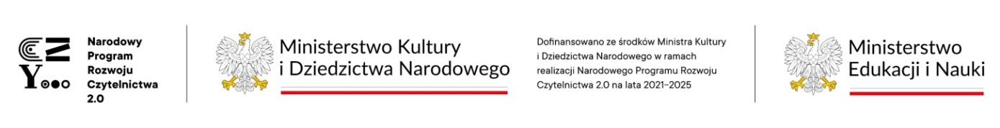 CZ
Y
Narodowy
Program
Rozwoju
Czytelnictwa
2.0
Ministerstwo Kultury
i Dziedzictwa Narodowego
Dofinansowano ze środków Ministra Kultury
i Dziedzictwa Narodowego w ramach
realizacji Narodowego Programu Rozwoju
Czytelnictwa 2.0 na lata 2021–2025
Ministerstwo
Edukacji i Nauki